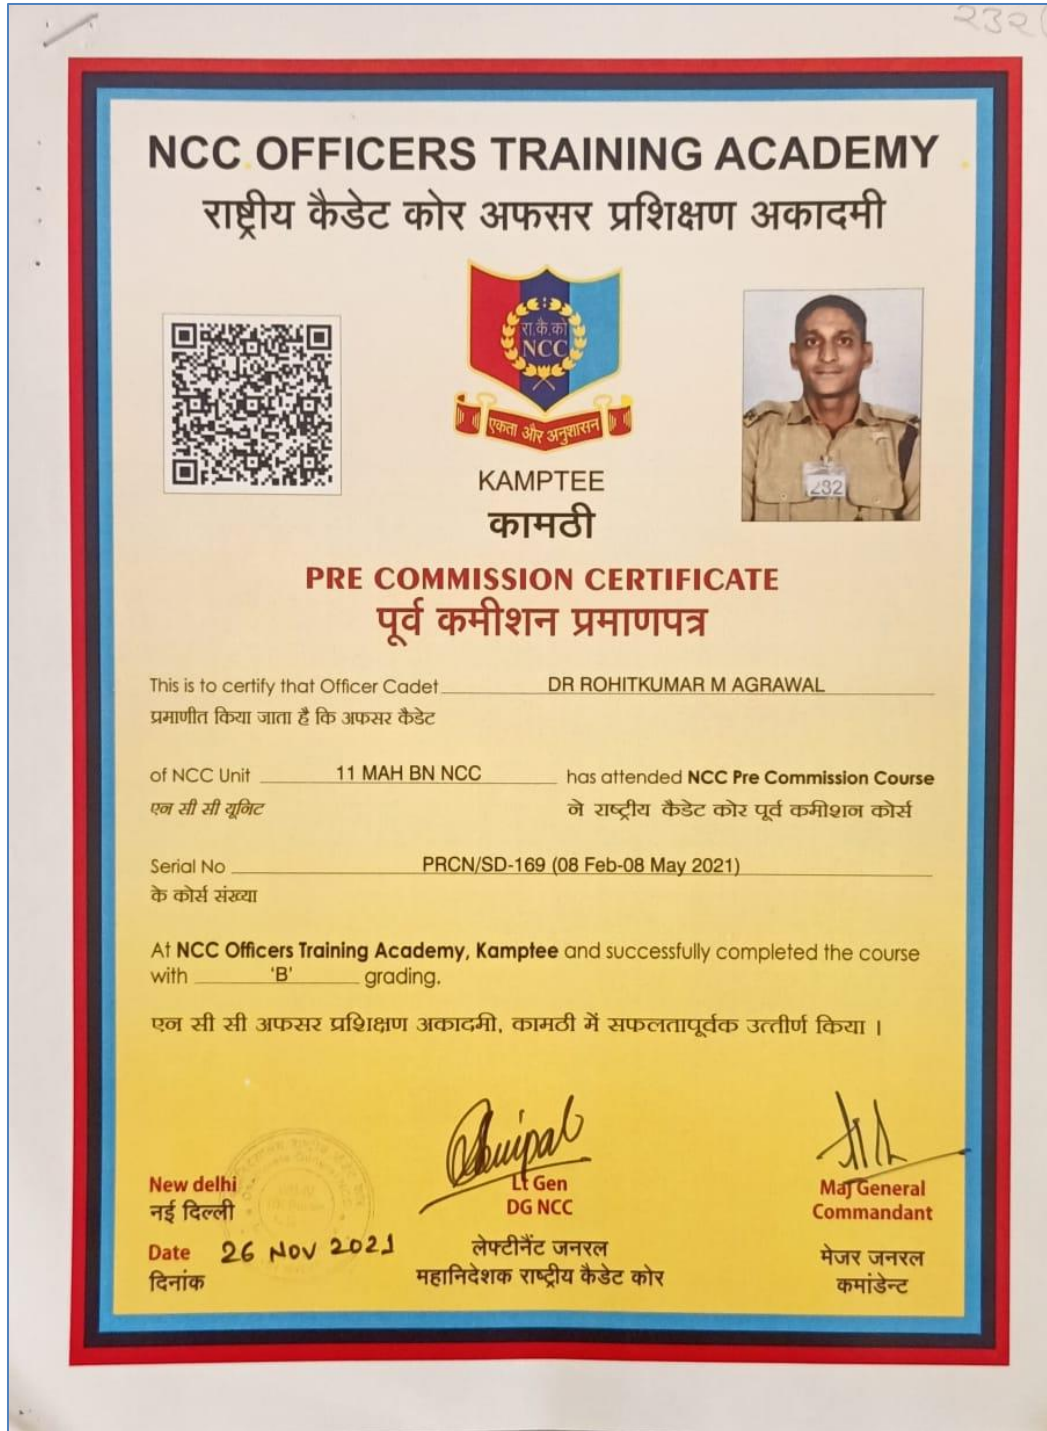 232
NCC OFFICERS TRAINING ACADEMY
राष्ट्रीय कैडेट कोर अफसर प्रशिक्षण अकादमी
रा.कै.को
NCC
एकता और अनुशासन
232
KAMPTEE
कामठी
PRE COMMISSION CERTIFICATE
पूर्व कमीशन प्रमाणपत्र
This is to certify that Officer Cadet DR ROHITKUMAR M AGRAWAL
प्रमाणीत किया जाता है कि अफसर कैडेट
of NCC Unit 11 MAH BN NCC has attended NCC Pre Commission Course
एन सी सी यूनिट ने राष्ट्रीय कैडेट कोर पूर्व कमीशन कोर्स
Serial No PRCN/SD-169 (08 Feb-08 May 2021)
के कोर्स संख्या
At NCC Officers Training Academy, Kamptee and successfully completed the course
with 'B' grading.
एन सी सी अफसर प्रशिक्षण अकादमी, कामठी में सफलतापूर्वक उत्तीर्ण किया ।
New delhi
नई दिल्ली
Date 26 NOV 2021
दिनांक
Lt Gen
DG NCC
लेफ्टीनैंट जनरल
महानिदेशक राष्ट्रीय कैडेट कोर
Maj General
Commandant
मेजर जनरल
कमांडेन्ट